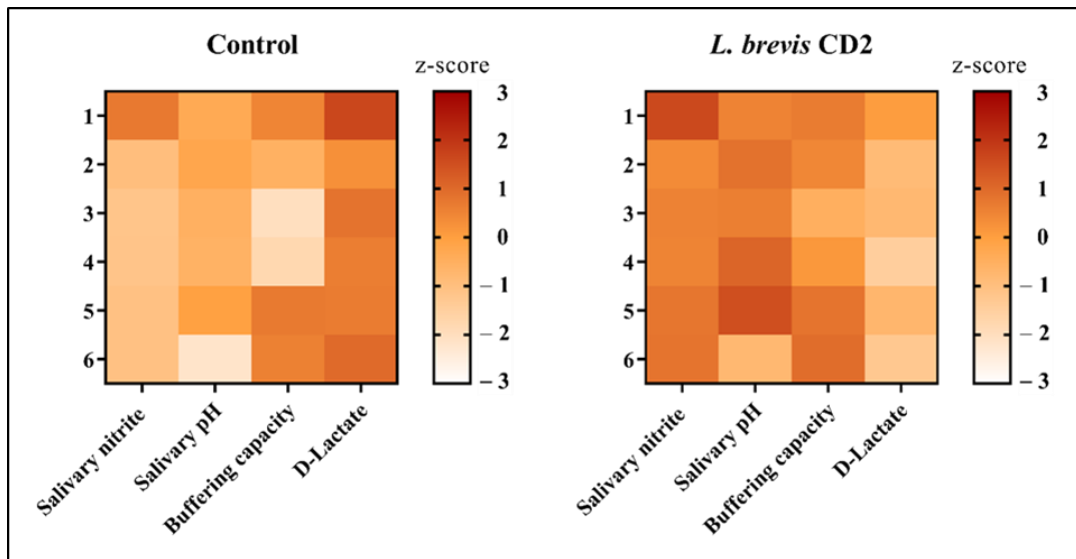 Control
z-score
1
2
3
4
5
6
3
2
1
0
– 1
– 2
– 3
Salivary nitrite
Salivary pH
Buffering capacity
D-Lactate
L. brevis CD2
z-score
1
2
3
4
5
6
3
2
1
0
– 1
– 2
– 3
Salivary nitrite
Salivary pH
Buffering capacity
D-Lactate